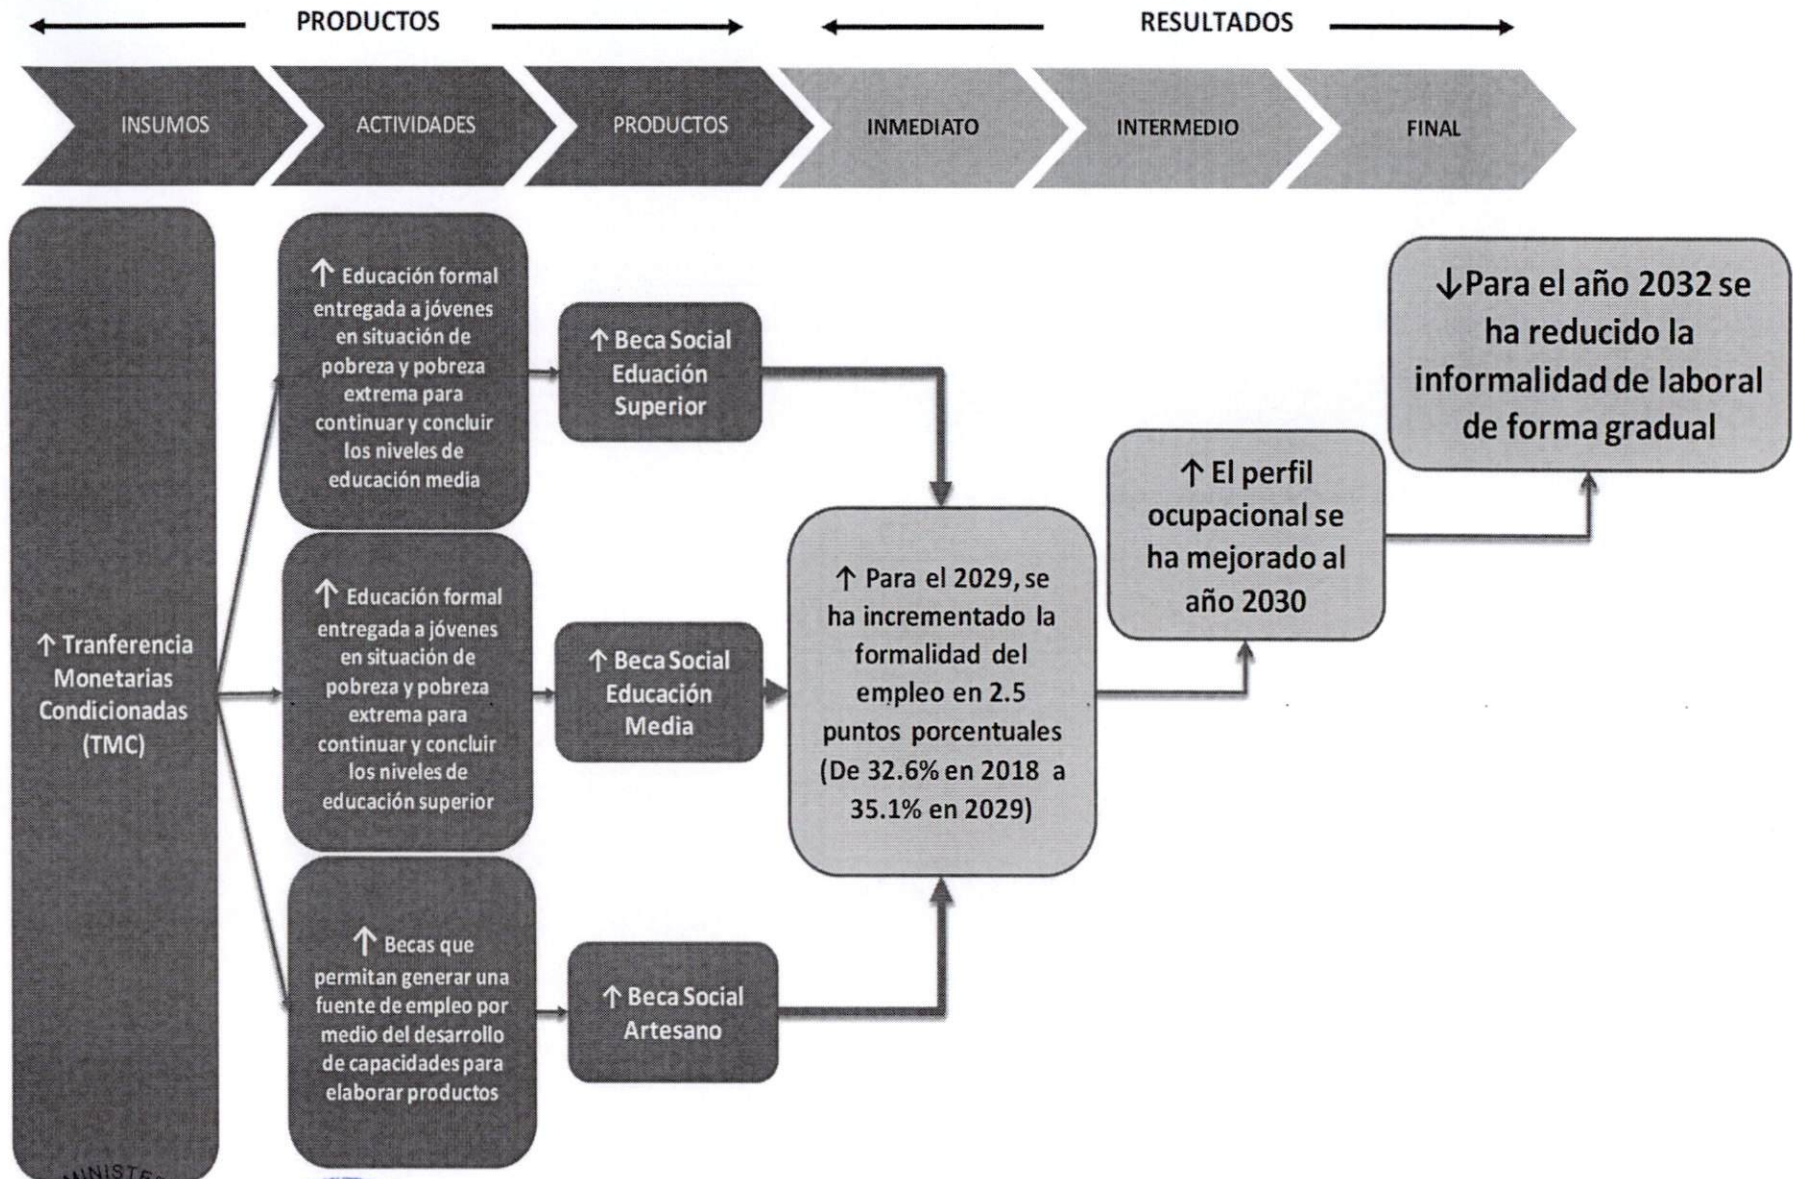 PRODUCTOS
RESULTADOS
INSUMOS
ACTIVIDADES
PRODUCTOS
INMEDIATO
INTERMEDIO
FINAL
↑ Tranferencia
Monetarias
Condicionadas
(TMC)
↑ Educación formal
entregada a jóvenes
en situación de
pobreza y pobreza
extrema para
continuar y concluir
los niveles de
educación media
↑ Educación formal
entregada a jóvenes
en situación de
pobreza y pobreza
extrema para
continuar y concluir
los niveles de
educación superior
↑ Becas que
permitan generar una
fuente de empleo por
medio del desarrollo
de capacidades para
elaborar productos
↑ Beca Social
Eduación
Superior
↑ Beca Social
Educación
Media
↑ Beca Social
Artesano
↑ Para el 2029, se
ha incrementado la
formalidad del
empleo en 2.5
puntos porcentuales
(De 32.6% en 2018 a
35.1% en 2029)
↑ El perfil
ocupacional se
ha mejorado al
año 2030
↓Para el año 2032 se
ha reducido la
informalidad de laboral
de forma gradual